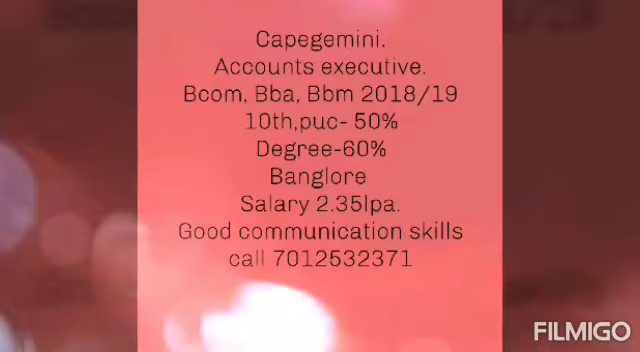 Capegemini.
Accounts executive.
Bcom, Bba, Bbm 2018/19
10th,puc- 50%
Degree-60%
Banglore
Salary 2.35lpa.
Good communication skills
call 7012532371
FILMIGO